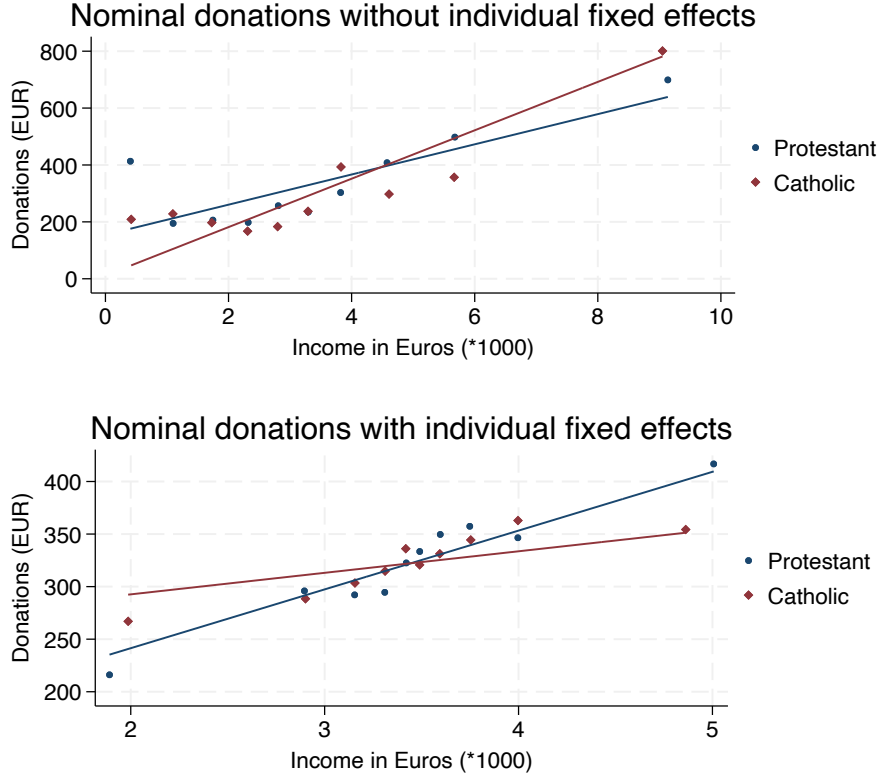 Nominal donations without individual fixed effects
Donations (EUR)
800
600
400
200
0
0 2 4 6 8 10
Income in Euros (*1000)
Protestant
Catholic
Nominal donations with individual fixed effects
Donations (EUR)
400
350
300
250
200
2 3 4 5
Income in Euros (*1000)
Protestant
Catholic